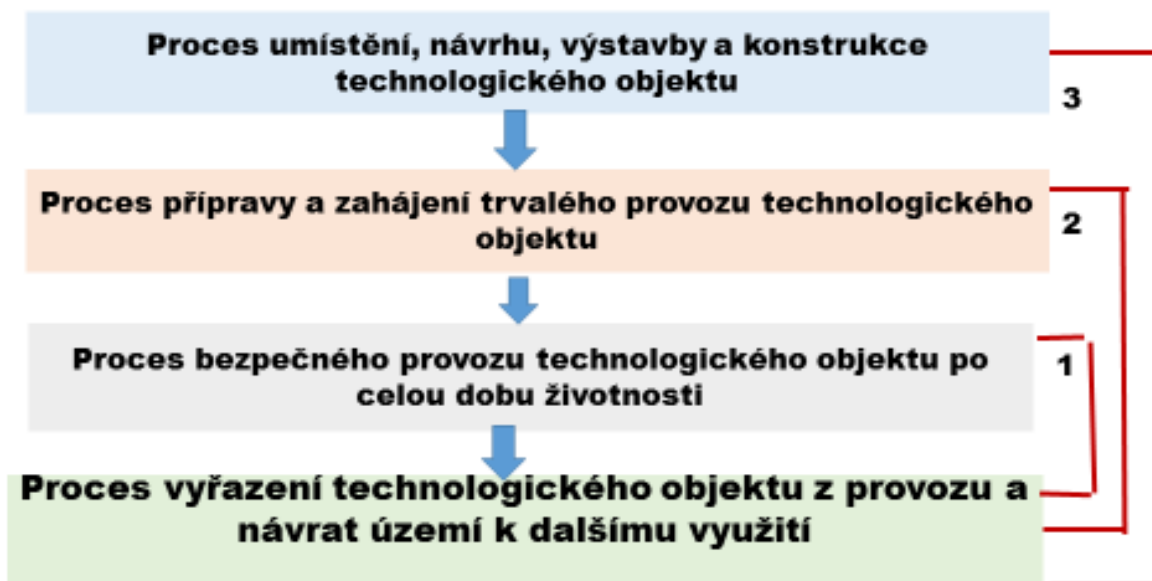 Proces umístění, návrhu, výstavby a konstrukce
technologického objektu
3
Proces přípravy a zahájení trvalého provozu technologického
objektu
2
Proces bezpečného provozu technologického objektu po
celou dobu životnosti
1
Proces vyřazení technologického objektu z provozu a
návrat území k dalšímu využití